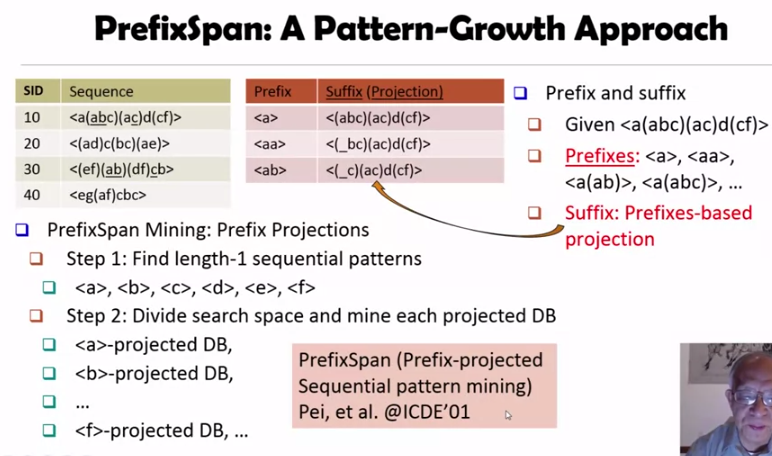 PrefixSpan: A Pattern-Growth Approach
SID Sequence
10 <a(abc)(ac)d(cf)>
20 <(ad)c(bc)(ae)>
30 <(ef)(ab)(df)cb>
40 <eg(af)cbc>
Prefix Suffix (Projection)
<a> <(abc)(ac)d(cf)>
<aa> <(_bc)(ac)d(cf)>
<ab> <(_c)(ac)d(cf)>
Prefix and suffix
Given <a(abc)(ac)d(cf)>
Prefixes: <a>, <aa>,
<a(ab)>, <a(abc)>, ...
Suffix: Prefixes-based
projection
PrefixSpan Mining: Prefix Projections
Step 1: Find length-1 sequential patterns
<a>, <b>, <c>, <d>, <e>, <f>
Step 2: Divide search space and mine each projected DB
<a>-projected DB,
<b>-projected DB,
...
<f>-projected DB, ...
PrefixSpan (Prefix-projected
Sequential pattern mining)
Pei, et al. @ICDE'01